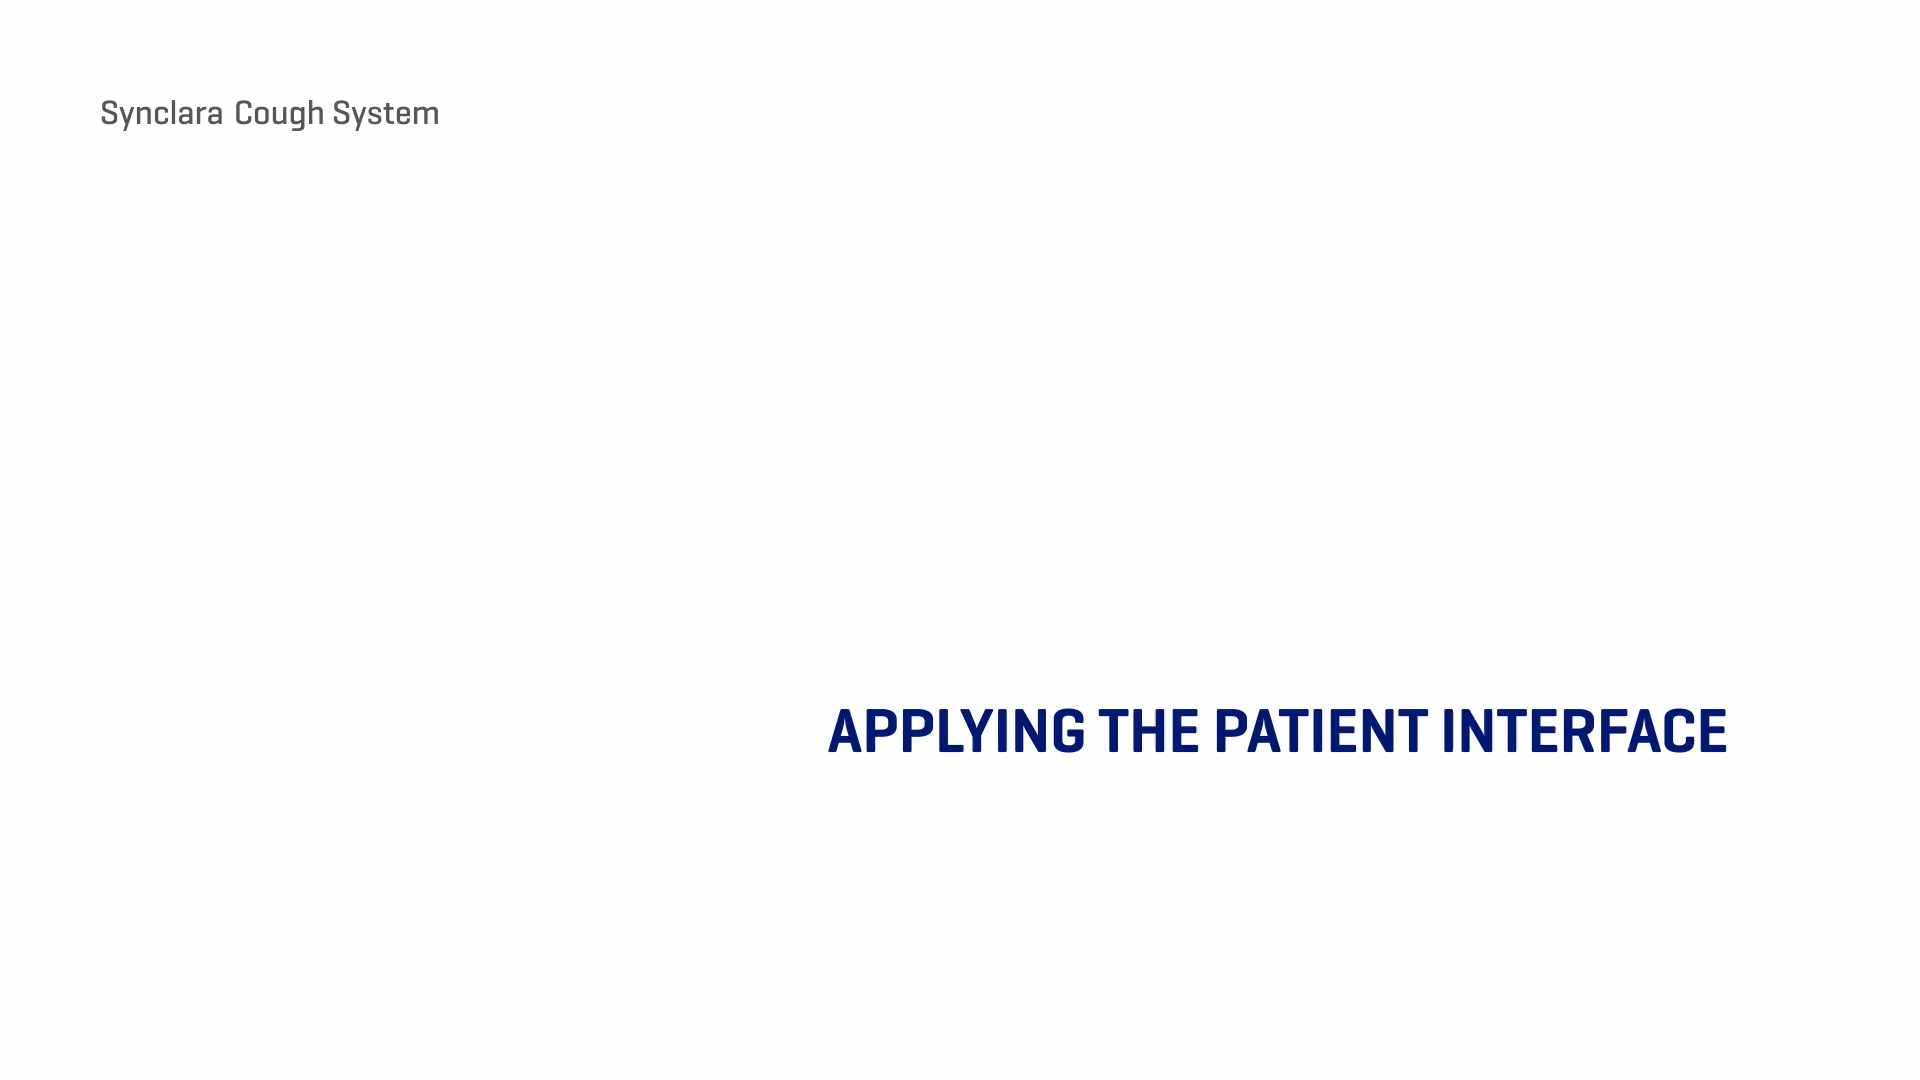 Synclara Cough System
APPLYING THE PATIENT INTERFACE